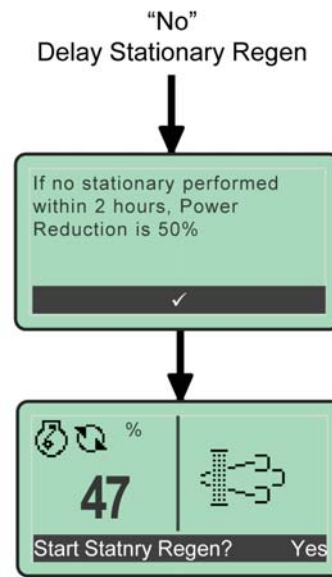 “No”
Delay Stationary Regen
If no stationary performed
within 2 hours, Power
Reduction is 50%
✓
%
47
Start Statnry Regen? Yes